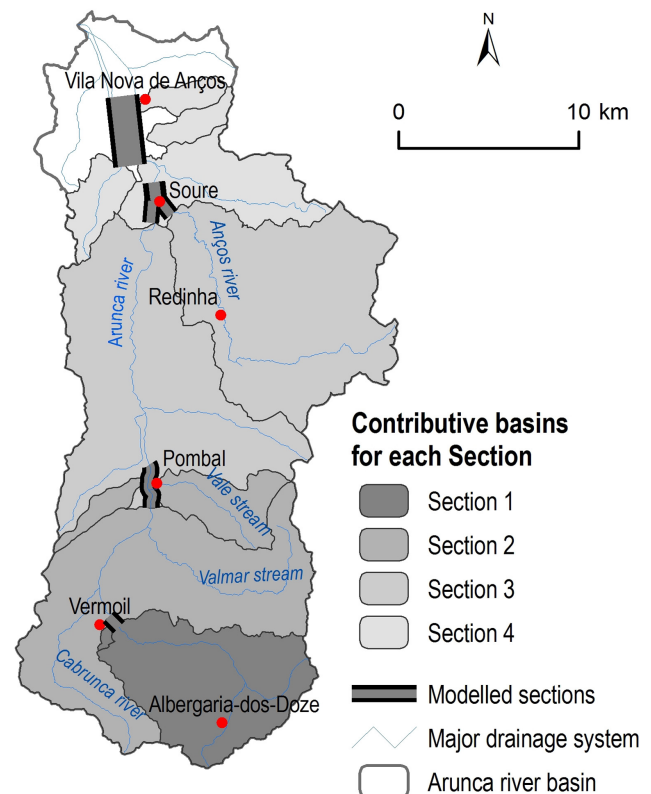 N
Vila Nova de Anços
0
10 km
Soure
Anços river
Arunca river
Redinha
Contributive basins
for each Section
Pombal
Vale stream
Section 1
Section 2
Valmar stream
Section 3
Vermoil
Section 4
Cabrunca river
Albergaria-dos-Doze
Modelled sections
Major drainage system
Arunca river basin